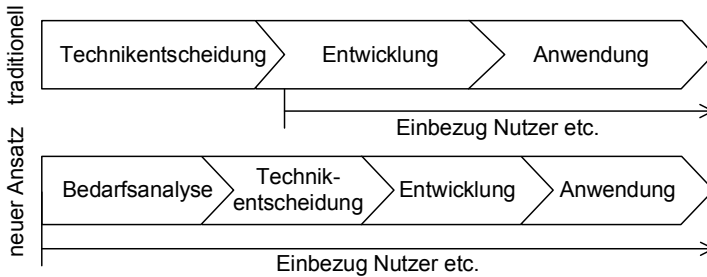 traditionell
Technikentscheidung
Entwicklung
Anwendung
Einbezug Nutzer etc.
neuer Ansatz
Bedarfsanalyse
Technik-
entscheidung
Entwicklung
Anwendung
Einbezug Nutzer etc.